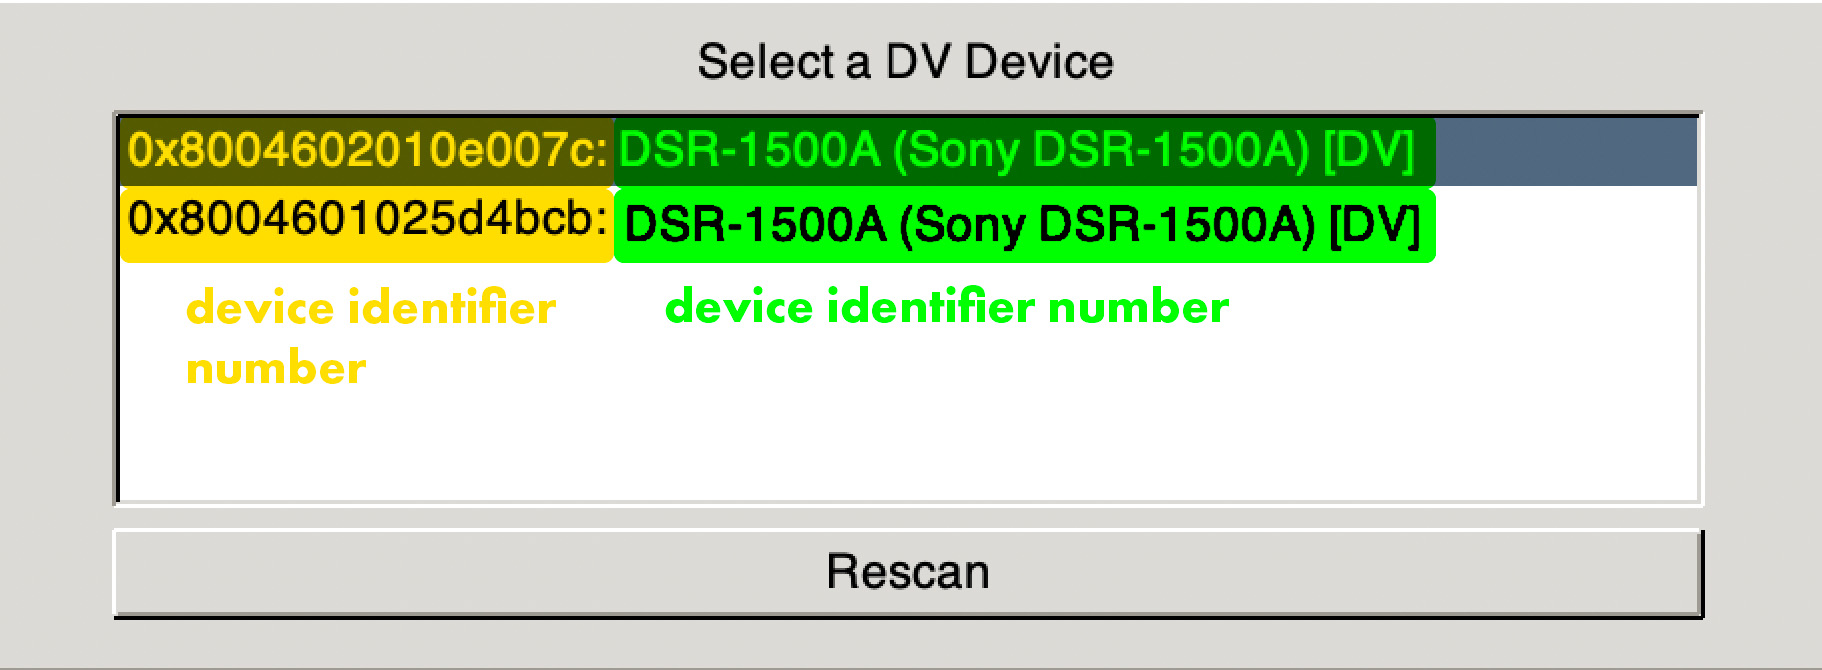 Select a DV Device
0x8004602010e007c: DSR-1500A (Sony DSR-1500A) [DV]
0x8004601025d4bcb: DSR-1500A (Sony DSR-1500A) [DV]
device identifier
number
device identifier number
Rescan